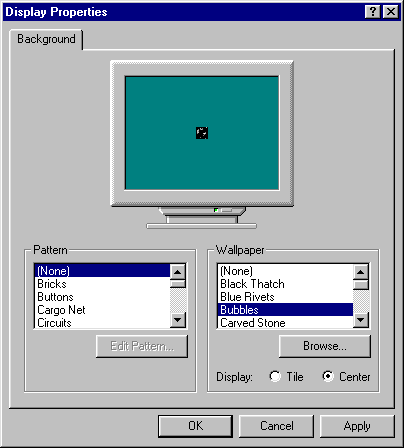 Display Properties
Background
Pattern
(None)
Bricks
Buttons
Cargo Net
Circuits
Edit Pattern...
Wallpaper
(None)
Black Thatch
Blue Rivets
Bubbles
Carved Stone
Browse...
Display: Tile Center
OK Cancel Apply